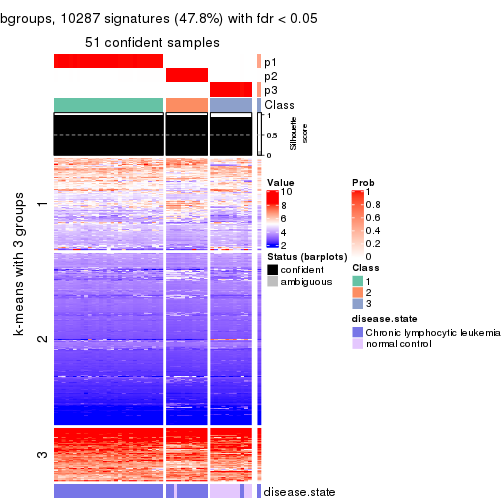 bgroups, 10287 signatures (47.8%) with fdr < 0.05
51 confident samples
p1
p2
p3
Class
1
0.5
0
Silhouette
score
k-means with 3 groups
1
2
3
Value
10
8
6
4
2
Status (barplots)
confident
ambiguous
Prob
1
0.8
0.6
0.4
0.2
0
Class
1
2
3
disease.state
Chronic lymphocytic leukemia
normal control
disease.state